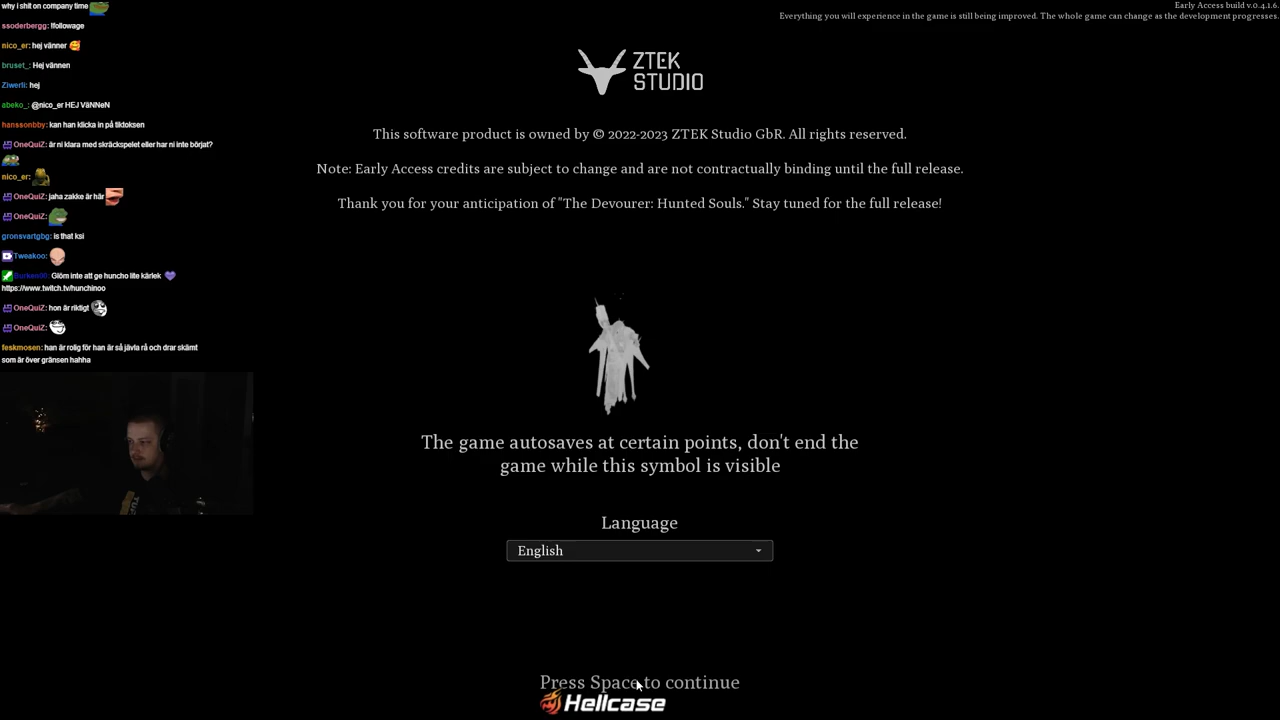 why i shit on company time
ssoderbergg: !followage
nico_er: hej vänner
bruset_: Hej vännen
Ziwerli: hej
abeko_: @nico_er HEJ VäNNeN
hanssonbby: kan han klicka in på tiktoksen
OneQuiZ: är ni klara med skräckspelet eller har ni inte börjat?
nico_er:
OneQuiZ: jaha zakke är här
OneQuiZ:
gronsvartgbg: is that ksi
Tweakoo:
Burken00: Glöm inte att ge huncho lite kärlek
https://www.twitch.tv/hunchinoo
OneQuiZ: hon är riktigt
OneQuiZ:
feskmosen: han är rolig för han är så jävla rå och drar skämt
som är över gränsen hahha
Early Access build v.0.4.1.6.
Everything you will experience in the game is still being improved. The whole game can change as the development progresses.
ZTEK
STUDIO
This software product is owned by © 2022-2023 ZTEK Studio GbR. All rights reserved.
Note: Early Access credits are subject to change and are not contractually binding until the full release.
Thank you for your anticipation of "The Devourer: Hunted Souls." Stay tuned for the full release!
The game autosaves at certain points, don't end the
game while this symbol is visible
Language
English
Press Space to continue
Hellcase